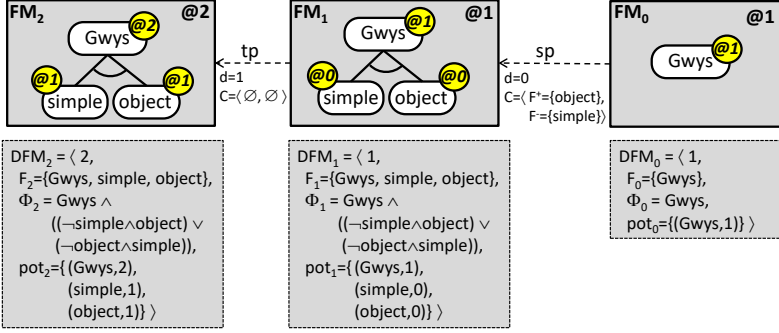 FM2 @2
@2
Gwys
@1 @1
simple object
tp
d=1
C=⟨∅, ∅⟩
FM1 @1
@1
Gwys
@0 @0
simple object
sp
d=0
C=⟨ F⁺={object},
F⁻={simple}⟩
FM0 @1
@1
Gwys
DFM2 = ⟨ 2,
F2={Gwys, simple, object},
Φ2 = Gwys ∧
((¬simple∧object) ∨
(¬object∧simple)),
pot2={(Gwys,2),
(simple,1),
(object,1)} ⟩
DFM1 = ⟨ 1,
F1={Gwys, simple, object},
Φ1 = Gwys ∧
((¬simple∧object) ∨
(¬object∧simple)),
pot1={(Gwys,1),
(simple,0),
(object,0)} ⟩
DFM0 = ⟨ 1,
F0={Gwys},
Φ0 = Gwys,
pot0={(Gwys,1)} ⟩